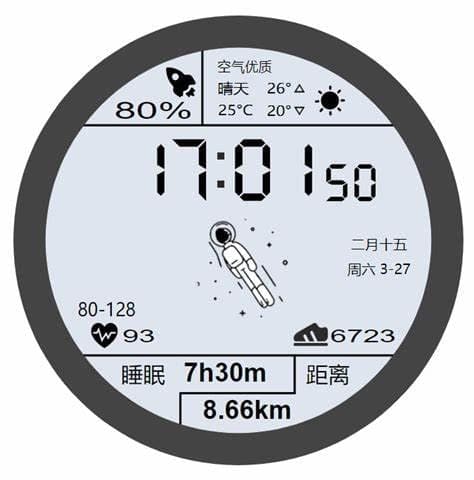 空气优质
晴天 26°
80% 25°C 20°
17:01 50
二月十五
周六 3-27
80-128
93 6723
睡眠 7h30m 距离
8.66km